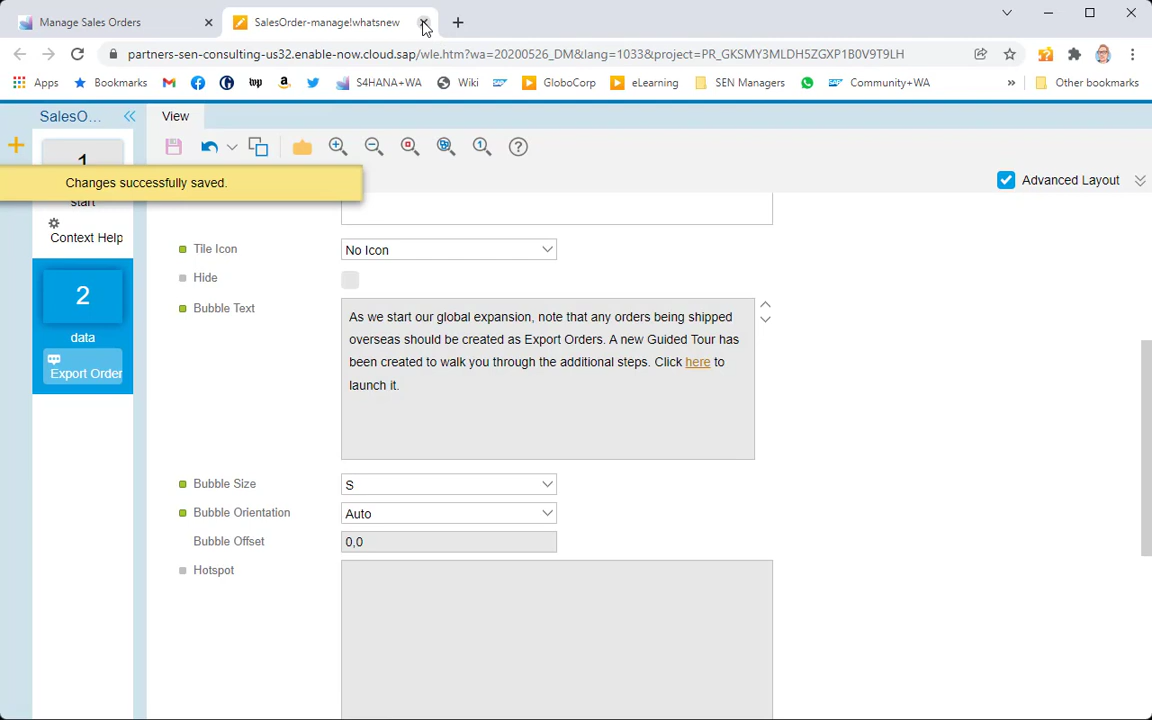 Manage Sales Orders
SalesOrder-manage!whatsnew
partners-sen-consulting-us32.enable-now.cloud.sap/wle.htm?wa=20200526_DM&lang=1033&project=PR_GKSMY3MLDH5ZGXP1B0V9T9LH
Apps
Bookmarks
wp
S4HANA+WA
Wiki
GloboCorp
eLearning
SEN Managers
Community+WA
»
Other bookmarks
SalesO...
View
1
start
Context Help
2
data
Export Order
Changes successfully saved.
Advanced Layout
Tile Icon
No Icon
Hide
Bubble Text
As we start our global expansion, note that any orders being shipped
overseas should be created as Export Orders. A new Guided Tour has
been created to walk you through the additional steps. Click here to
launch it.
Bubble Size
S
Bubble Orientation
Auto
Bubble Offset
0,0
Hotspot